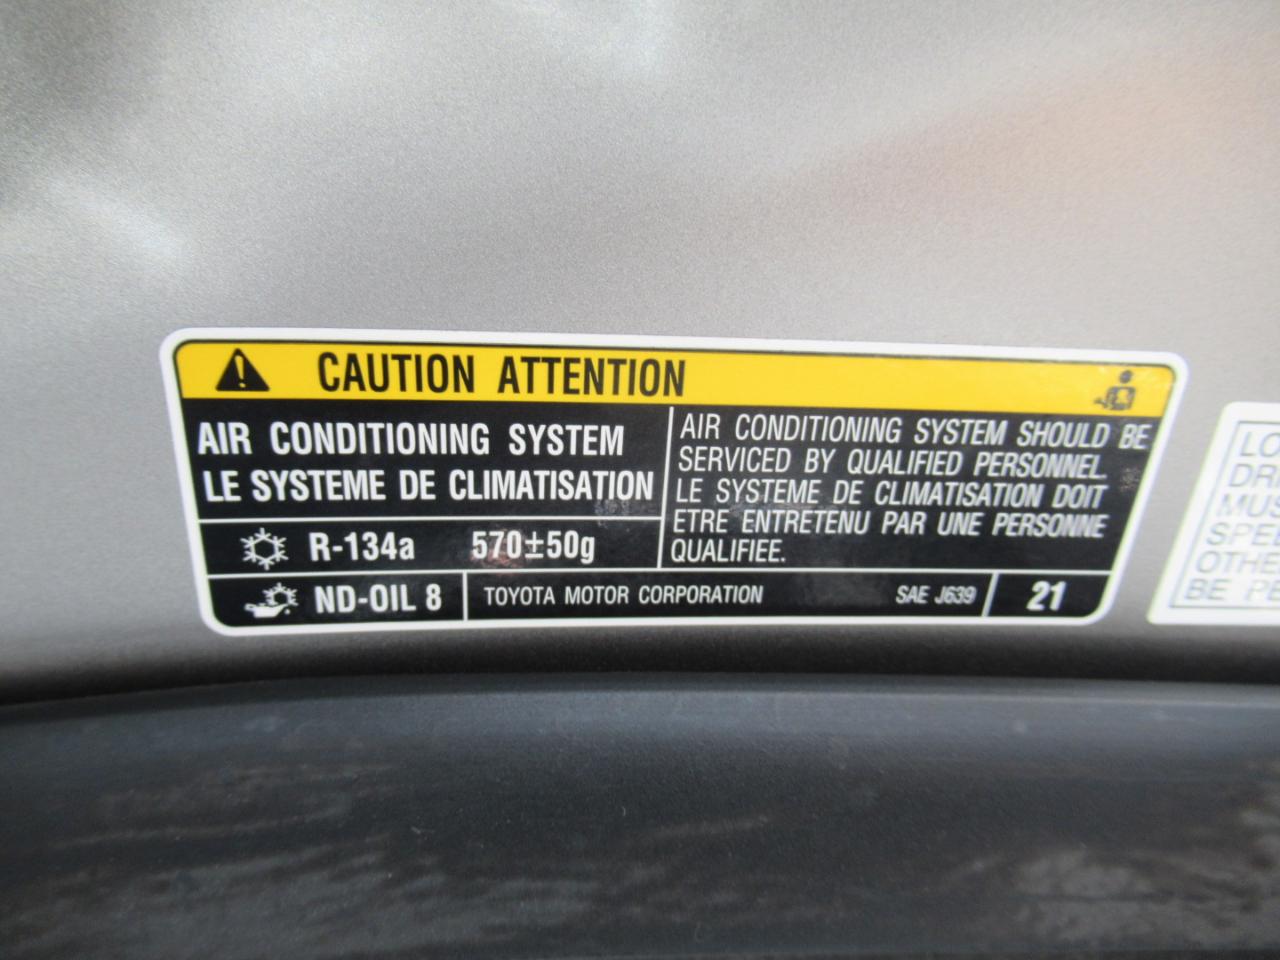 CAUTION ATTENTION
AIR CONDITIONING SYSTEM
LE SYSTEME DE CLIMATISATION
R-134a 570±50g
AIR CONDITIONING SYSTEM SHOULD BE
SERVICED BY QUALIFIED PERSONNEL.
LE SYSTEME DE CLIMATISATION DOIT
ETRE ENTRETENU PAR UNE PERSONNE
QUALIFIEE.
ND-OIL 8
TOYOTA MOTOR CORPORATION
SAE J639
21
BE